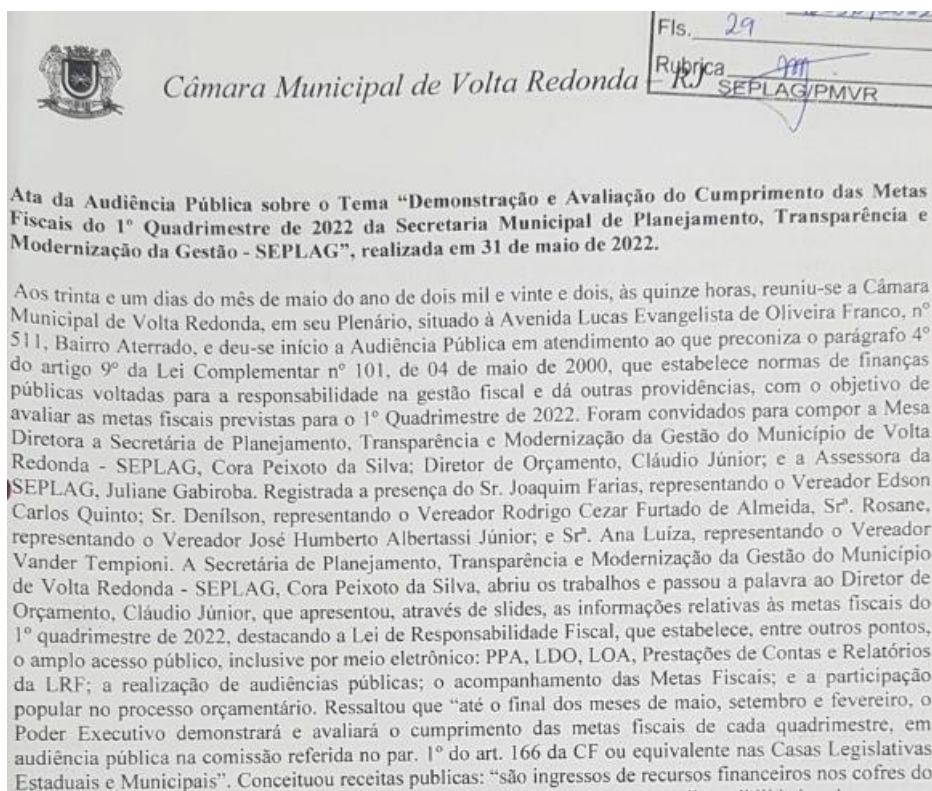 Fls. 29
Rubrica
SEPLAG/PMVR
Câmara Municipal de Volta Redonda - RJ
Ata da Audiência Pública sobre o Tema “Demonstração e Avaliação do Cumprimento das Metas
Fiscais do 1º Quadrimestre de 2022 da Secretaria Municipal de Planejamento, Transparência e
Modernização da Gestão - SEPLAG”, realizada em 31 de maio de 2022.
Aos trinta e um dias do mês de maio do ano de dois mil e vinte e dois, às quinze horas, reuniu-se a Câmara
Municipal de Volta Redonda, em seu Plenário, situado à Avenida Lucas Evangelista de Oliveira Franco, nº
511, Bairro Aterrado, e deu-se início a Audiência Pública em atendimento ao que preconiza o parágrafo 4º
do artigo 9º da Lei Complementar nº 101, de 04 de maio de 2000, que estabelece normas de finanças
públicas voltadas para a responsabilidade na gestão fiscal e dá outras providências, com o objetivo de
avaliar as metas fiscais previstas para o 1º Quadrimestre de 2022. Foram convidados para compor a Mesa
Diretora a Secretária de Planejamento, Transparência e Modernização da Gestão do Município de Volta
Redonda - SEPLAG, Cora Peixoto da Silva; Diretor de Orçamento, Cláudio Júnior; e a Assessora da
SEPLAG, Juliane Gabiroba. Registrada a presença do Sr. Joaquim Farias, representando o Vereador Edson
Carlos Quinto; Sr. Denílson, representando o Vereador Rodrigo Cezar Furtado de Almeida, Srª. Rosane,
representando o Vereador José Humberto Albertassi Júnior; e Srª. Ana Luíza, representando o Vereador
Vander Tempioni. A Secretária de Planejamento, Transparência e Modernização da Gestão do Município
de Volta Redonda - SEPLAG, Cora Peixoto da Silva, abriu os trabalhos e passou a palavra ao Diretor de
Orçamento, Cláudio Júnior, que apresentou, através de slides, as informações relativas às metas fiscais do
1º quadrimestre de 2022, destacando a Lei de Responsabilidade Fiscal, que estabelece, entre outros pontos,
o amplo acesso público, inclusive por meio eletrônico: PPA, LDO, LOA, Prestações de Contas e Relatórios
da LRF; a realização de audiências públicas; o acompanhamento das Metas Fiscais; e a participação
popular no processo orçamentário. Ressaltou que “até o final dos meses de maio, setembro e fevereiro, o
Poder Executivo demonstrará e avaliará o cumprimento das metas fiscais de cada quadrimestre, em
audiência pública na comissão referida no par. 1º do art. 166 da CF ou equivalente nas Casas Legislativas
Estaduais e Municipais”. Conceituou receitas publicas: “são ingressos de recursos financeiros nos cofres do